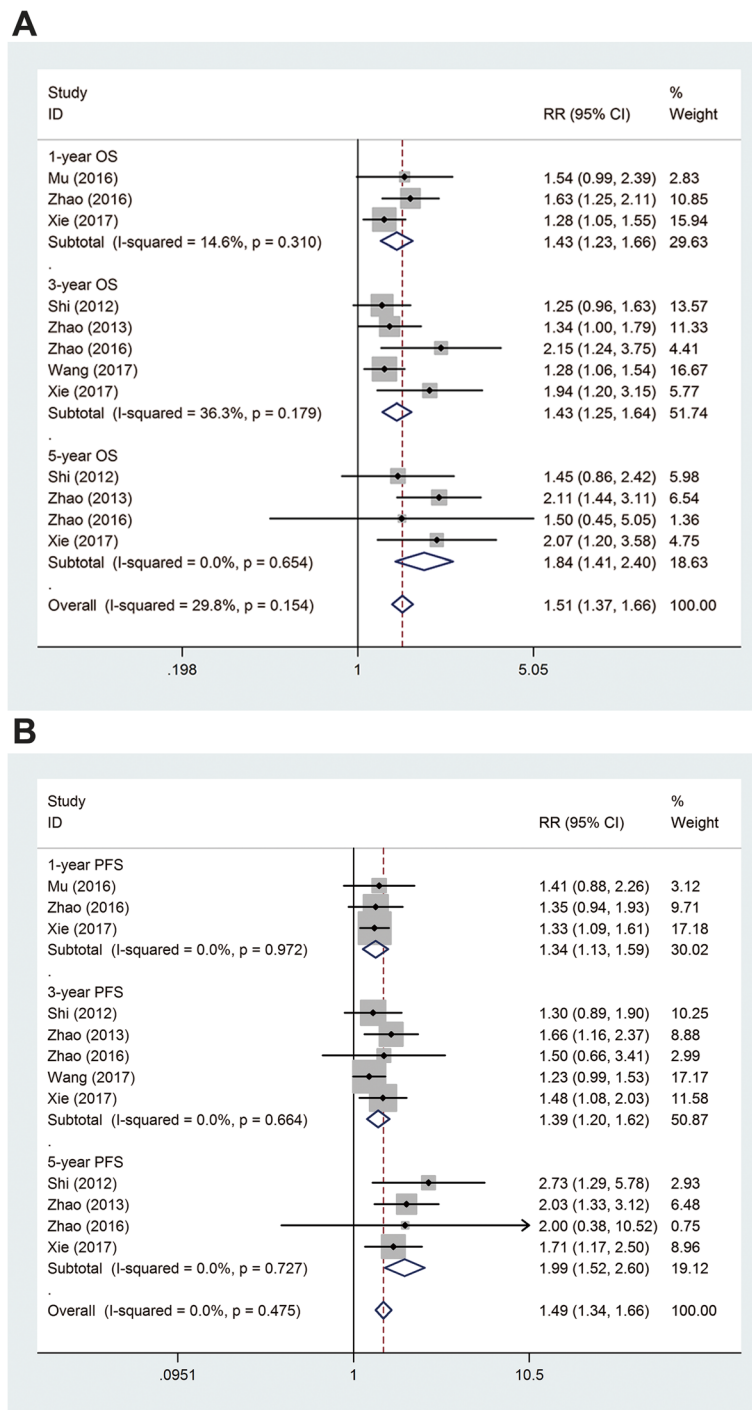 A
Study %
ID RR (95% CI) Weight
1-year OS
Mu (2016) 1.54 (0.99, 2.39) 2.83
Zhao (2016) 1.63 (1.25, 2.11) 10.85
Xie (2017) 1.28 (1.05, 1.55) 15.94
Subtotal (I-squared = 14.6%, p = 0.310) 1.43 (1.23, 1.66) 29.63
.
3-year OS
Shi (2012) 1.25 (0.96, 1.63) 13.57
Zhao (2013) 1.34 (1.00, 1.79) 11.33
Zhao (2016) 2.15 (1.24, 3.75) 4.41
Wang (2017) 1.28 (1.06, 1.54) 16.67
Xie (2017) 1.94 (1.20, 3.15) 5.77
Subtotal (I-squared = 36.3%, p = 0.179) 1.43 (1.25, 1.64) 51.74
.
5-year OS
Shi (2012) 1.45 (0.86, 2.42) 5.98
Zhao (2013) 2.11 (1.44, 3.11) 6.54
Zhao (2016) 1.50 (0.45, 5.05) 1.36
Xie (2017) 2.07 (1.20, 3.58) 4.75
Subtotal (I-squared = 0.0%, p = 0.654) 1.84 (1.41, 2.40) 18.63
.
Overall (I-squared = 29.8%, p = 0.154) 1.51 (1.37, 1.66) 100.00
.198 1 5.05
B
Study %
ID RR (95% CI) Weight
1-year PFS
Mu (2016) 1.41 (0.88, 2.26) 3.12
Zhao (2016) 1.35 (0.94, 1.93) 9.71
Xie (2017) 1.33 (1.09, 1.61) 17.18
Subtotal (I-squared = 0.0%, p = 0.972) 1.34 (1.13, 1.59) 30.02
.
3-year PFS
Shi (2012) 1.30 (0.89, 1.90) 10.25
Zhao (2013) 1.66 (1.16, 2.37) 8.88
Zhao (2016) 1.50 (0.66, 3.41) 2.99
Wang (2017) 1.23 (0.99, 1.53) 17.17
Xie (2017) 1.48 (1.08, 2.03) 11.58
Subtotal (I-squared = 0.0%, p = 0.664) 1.39 (1.20, 1.62) 50.87
.
5-year PFS
Shi (2012) 2.73 (1.29, 5.78) 2.93
Zhao (2013) 2.03 (1.33, 3.12) 6.48
Zhao (2016) 2.00 (0.38, 10.52) 0.75
Xie (2017) 1.71 (1.17, 2.50) 8.96
Subtotal (I-squared = 0.0%, p = 0.727) 1.99 (1.52, 2.60) 19.12
.
Overall (I-squared = 0.0%, p = 0.475) 1.49 (1.34, 1.66) 100.00
.0951 1 10.5